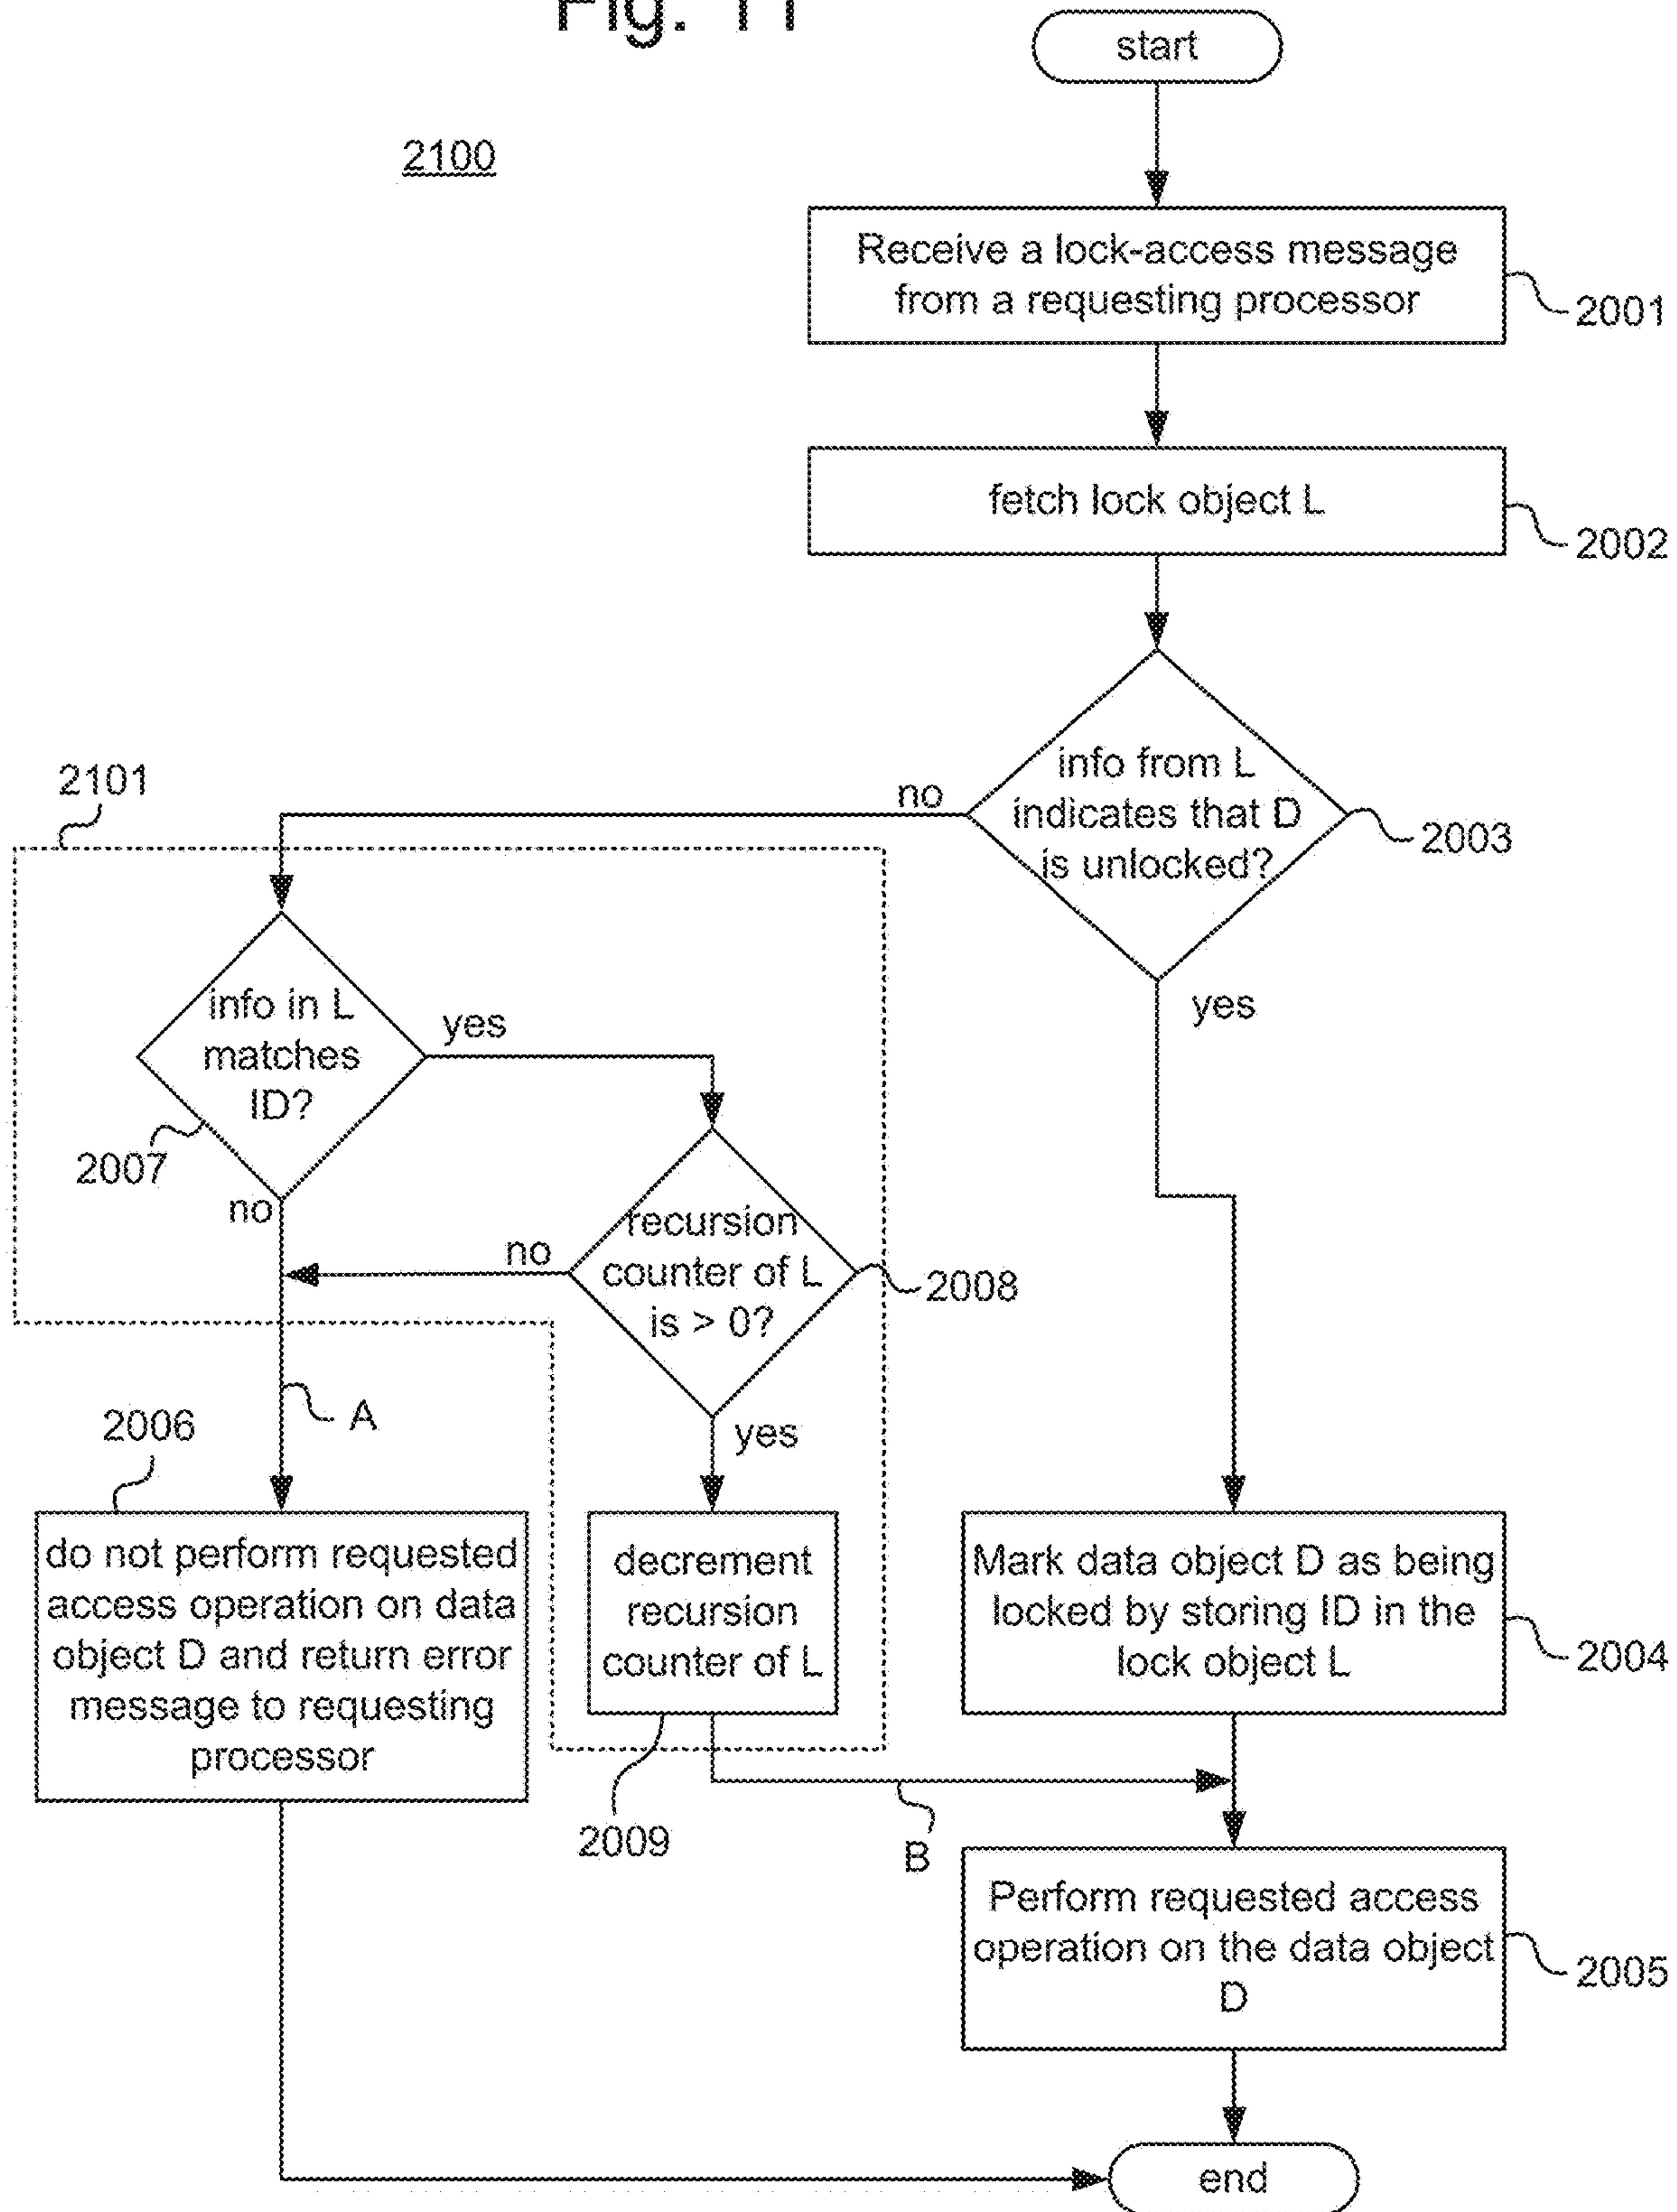 Fig. 11
start
2100
Receive a lock-access message
from a requesting processor
2001
fetch lock object L
2002
info from L
indicates that D
is unlocked?
2003
no
yes
2101
info in L
matches
ID?
yes
2007
no
recursion
counter of L
is > 0?
no
2008
yes
A
2006
do not perform requested
access operation on data
object D and return error
message to requesting
processor
decrement
recursion
counter of L
2009
Mark data object D as being
locked by storing ID in the
lock object L
2004
B
Perform requested access
operation on the data object
D
2005
end